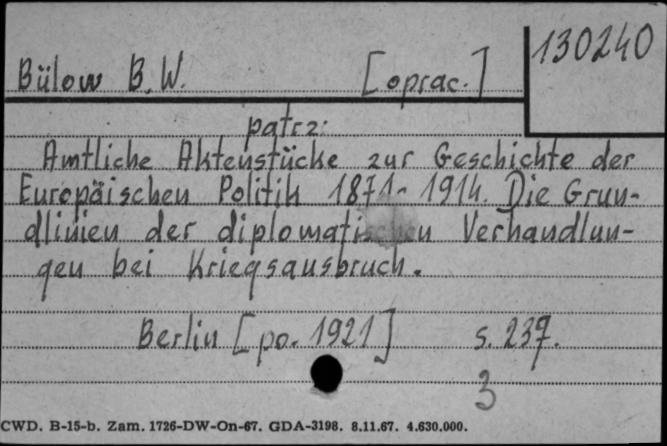 130240
Bülow B. W. [oprac.]
patrz:
Amtliche Aktenstücke zur Geschichte der
Europäischen Politik 1871-1914. Die Grun-
dlinien der diplomatischen Verhandlun-
gen bei Kriegsausbruch.
Berlin [po. 1921] s. 237.
3
CWD. B-15-b. Zam. 1726-DW-On-67. GDA-3198. 8.11.67. 4.630.000.